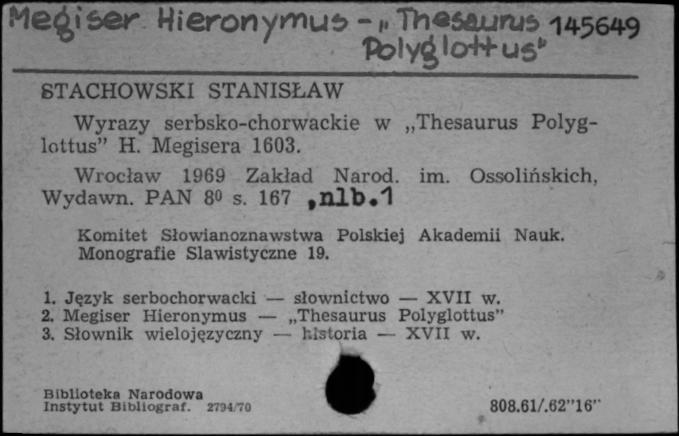 Megiser Hieronymus - „Thesaurus 145649
Polyglottus"
STACHOWSKI STANISŁAW
Wyrazy serbsko-chorwackie w „Thesaurus Polyg-
lottus” H. Megisera 1603.
Wrocław 1969 Zakład Narod. im. Ossolińskich,
Wydawn. PAN 8⁰ s. 167 ,nlb.1
Komitet Słowianoznawstwa Polskiej Akademii Nauk.
Monografie Slawistyczne 19.
1. Język serbochorwacki — słownictwo — XVII w.
2. Megiser Hieronymus — „Thesaurus Polyglottus”
3. Słownik wielojęzyczny — historia — XVII w.
Biblioteka Narodowa
Instytut Bibliograf. 2794/70
808.61/.62”16”